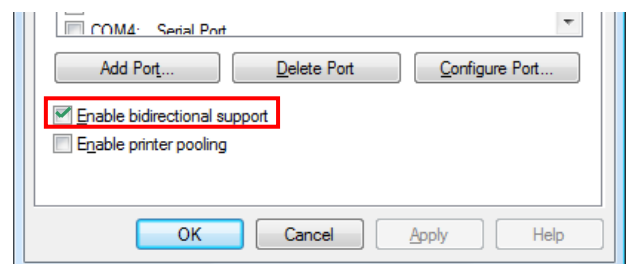 COM4: Serial Port
Add Port... Delete Port Configure Port...
Enable bidirectional support
Enable printer pooling
OK Cancel Apply Help